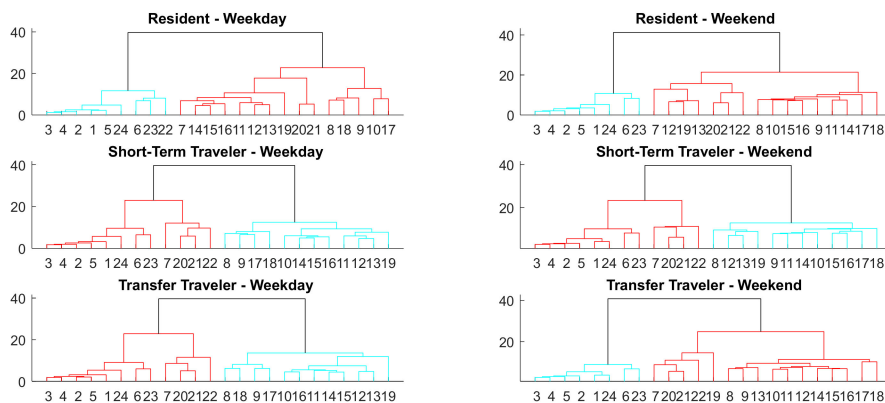 Resident - Weekday
40
20
0
3 4 2 1 5 24 6 23 22 7 14 15 16 11 12 13 19 20 21 8 18 9 10 17
Resident - Weekend
40
20
0
3 4 2 5 1 24 6 23 7 12 19 13 20 21 22 8 10 15 16 9 11 14 17 18
Short-Term Traveler - Weekday
40
20
0
3 4 2 5 1 24 6 23 7 20 21 22 8 9 17 18 10 14 15 16 11 12 13 19
Short-Term Traveler - Weekend
40
20
3 4 2 5 1 24 6 23 7 20 21 22 8 12 13 19 9 11 10 14 15 16 17 18
Transfer Traveler - Weekday
40
20
0
3 4 2 5 1 24 6 23 7 20 21 22 8 18 9 17 10 14 15 16 11 12 13 19
Transfer Traveler - Weekend
40
20
3 4 5 2 1 24 6 23 7 20 21 22 19 8 9 13 10 11 12 14 15 16 17 18